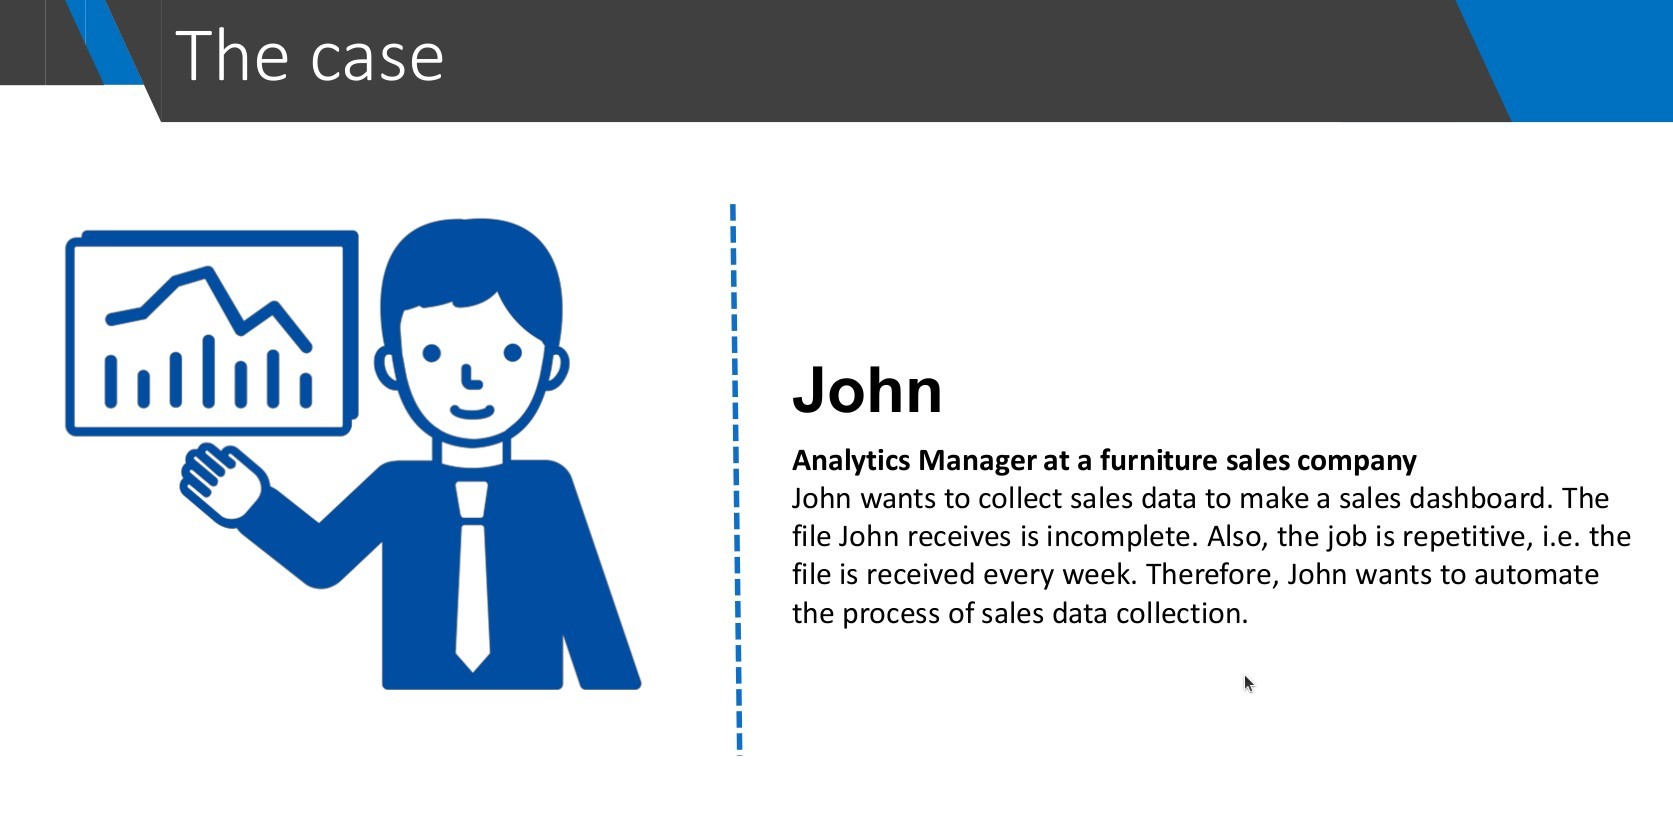 The case
John
Analytics Manager at a furniture sales company
John wants to collect sales data to make a sales dashboard. The
file John receives is incomplete. Also, the job is repetitive, i.e. the
file is received every week. Therefore, John wants to automate
the process of sales data collection.